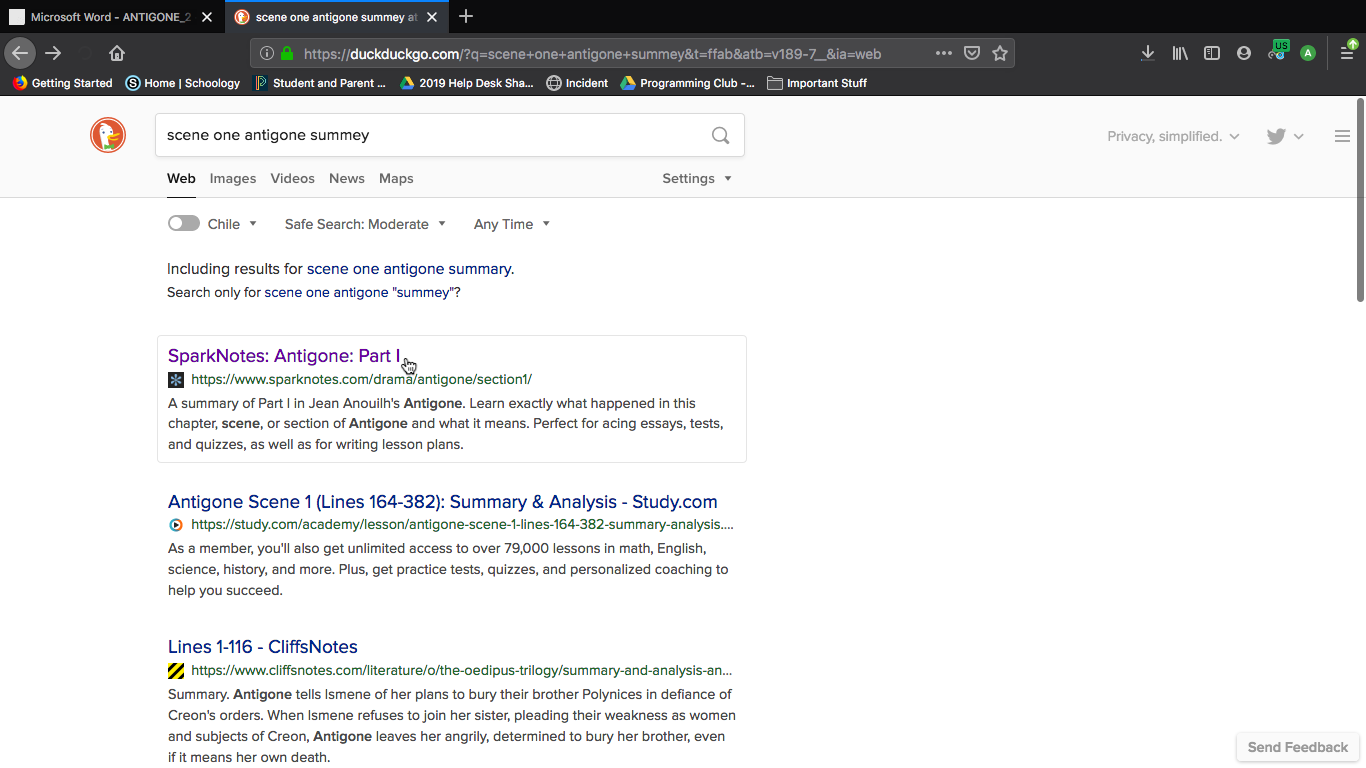 Microsoft Word - ANTIGONE_2
scene one antigone summey at
US
https://duckduckgo.com/?q=scene+one+antigone+summey&t=ffab&atb=v189-7__&ia=web
A
Getting Started
Home | Schoology
Student and Parent ...
2019 Help Desk Sha...
Incident
Programming Club -...
Important Stuff
scene one antigone summey
Privacy, simplified.
Web Images Videos News Maps Settings
Chile Safe Search: Moderate Any Time
Including results for scene one antigone summary.
Search only for scene one antigone "summey"?
SparkNotes: Antigone: Part I
https://www.sparknotes.com/drama/antigone/section1/
A summary of Part I in Jean Anouilh's Antigone. Learn exactly what happened in this
chapter, scene, or section of Antigone and what it means. Perfect for acing essays, tests,
and quizzes, as well as for writing lesson plans.
Antigone Scene 1 (Lines 164-382): Summary & Analysis - Study.com
https://study.com/academy/lesson/antigone-scene-1-lines-164-382-summary-analysis....
As a member, you'll also get unlimited access to over 79,000 lessons in math, English,
science, history, and more. Plus, get practice tests, quizzes, and personalized coaching to
help you succeed.
Lines 1-116 - CliffsNotes
https://www.cliffsnotes.com/literature/o/the-oedipus-trilogy/summary-and-analysis-an...
Summary. Antigone tells Ismene of her plans to bury their brother Polynices in defiance of
Creon's orders. When Ismene refuses to join her sister, pleading their weakness as women
and subjects of Creon, Antigone leaves her angrily, determined to bury her brother, even
if it means her own death.
Send Feedback